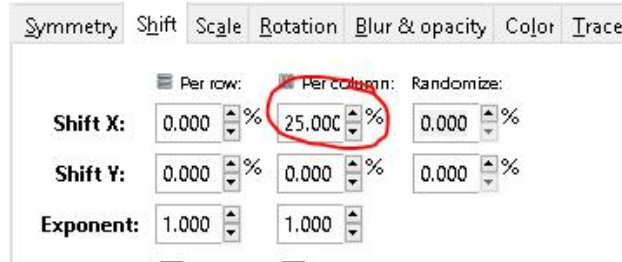 Symmetry Shift Scale Rotation Blur & opacity Color Trace
Per row: Per column: Randomize:
Shift X: 0.000 % 25.000 % 0.000 %
Shift Y: 0.000 % 0.000 % 0.000 %
Exponent: 1.000 1.000